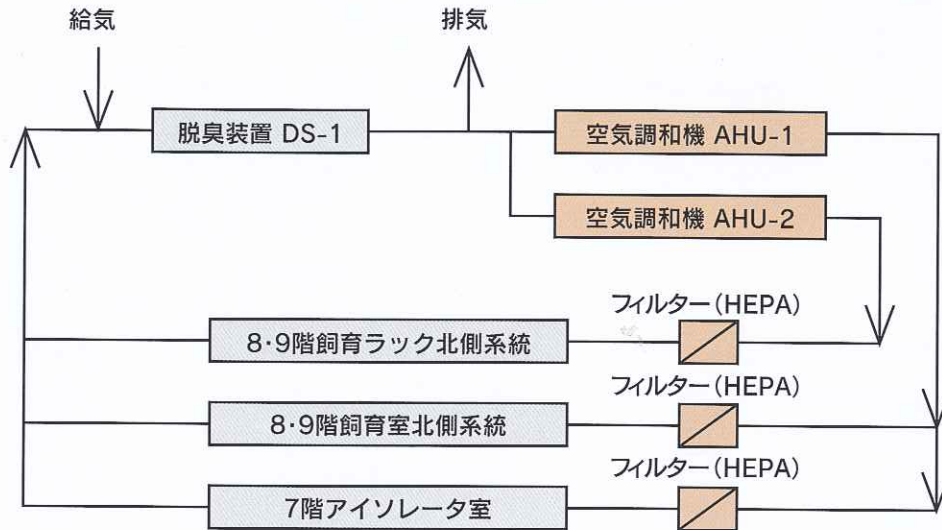 給気
排気
脱臭装置 DS-1
空気調和機 AHU-1
空気調和機 AHU-2
フィルター(HEPA)
8・9階飼育ラック北側系統
フィルター(HEPA)
8・9階飼育室北側系統
フィルター(HEPA)
7階アイソレータ室